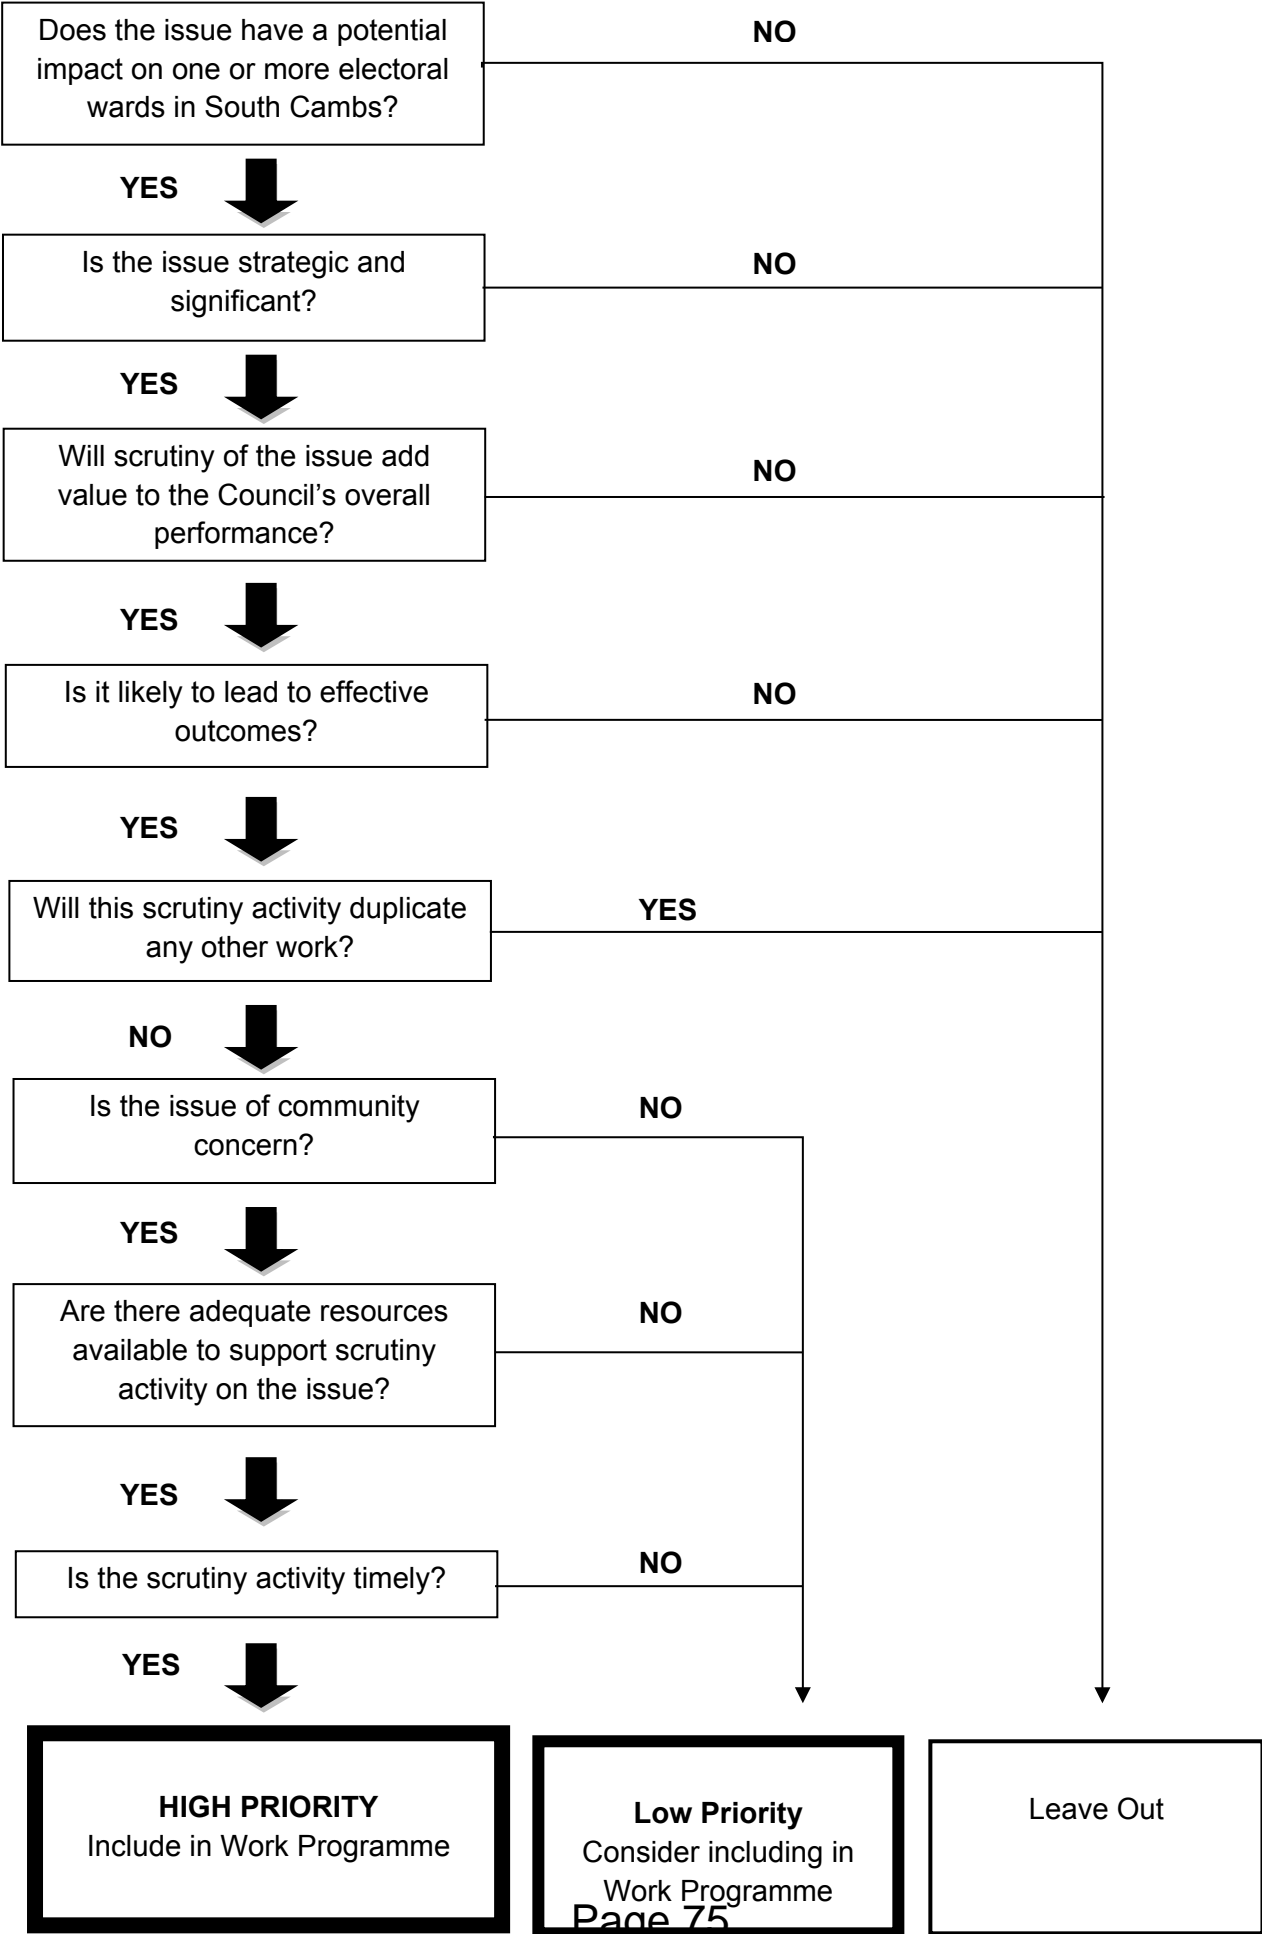 Does the issue have a potential
impact on one or more electoral
wards in South Cambs?
NO
YES
Is the issue strategic and
significant?
NO
YES
Will scrutiny of the issue add
value to the Council’s overall
performance?
NO
YES
Is it likely to lead to effective
outcomes?
NO
YES
Will this scrutiny activity duplicate
any other work?
YES
NO
Is the issue of community
concern?
NO
YES
Are there adequate resources
available to support scrutiny
activity on the issue?
NO
YES
Is the scrutiny activity timely?
NO
YES
HIGH PRIORITY
Include in Work Programme
Low Priority
Consider including in
Work Programme
Leave Out
Page 75